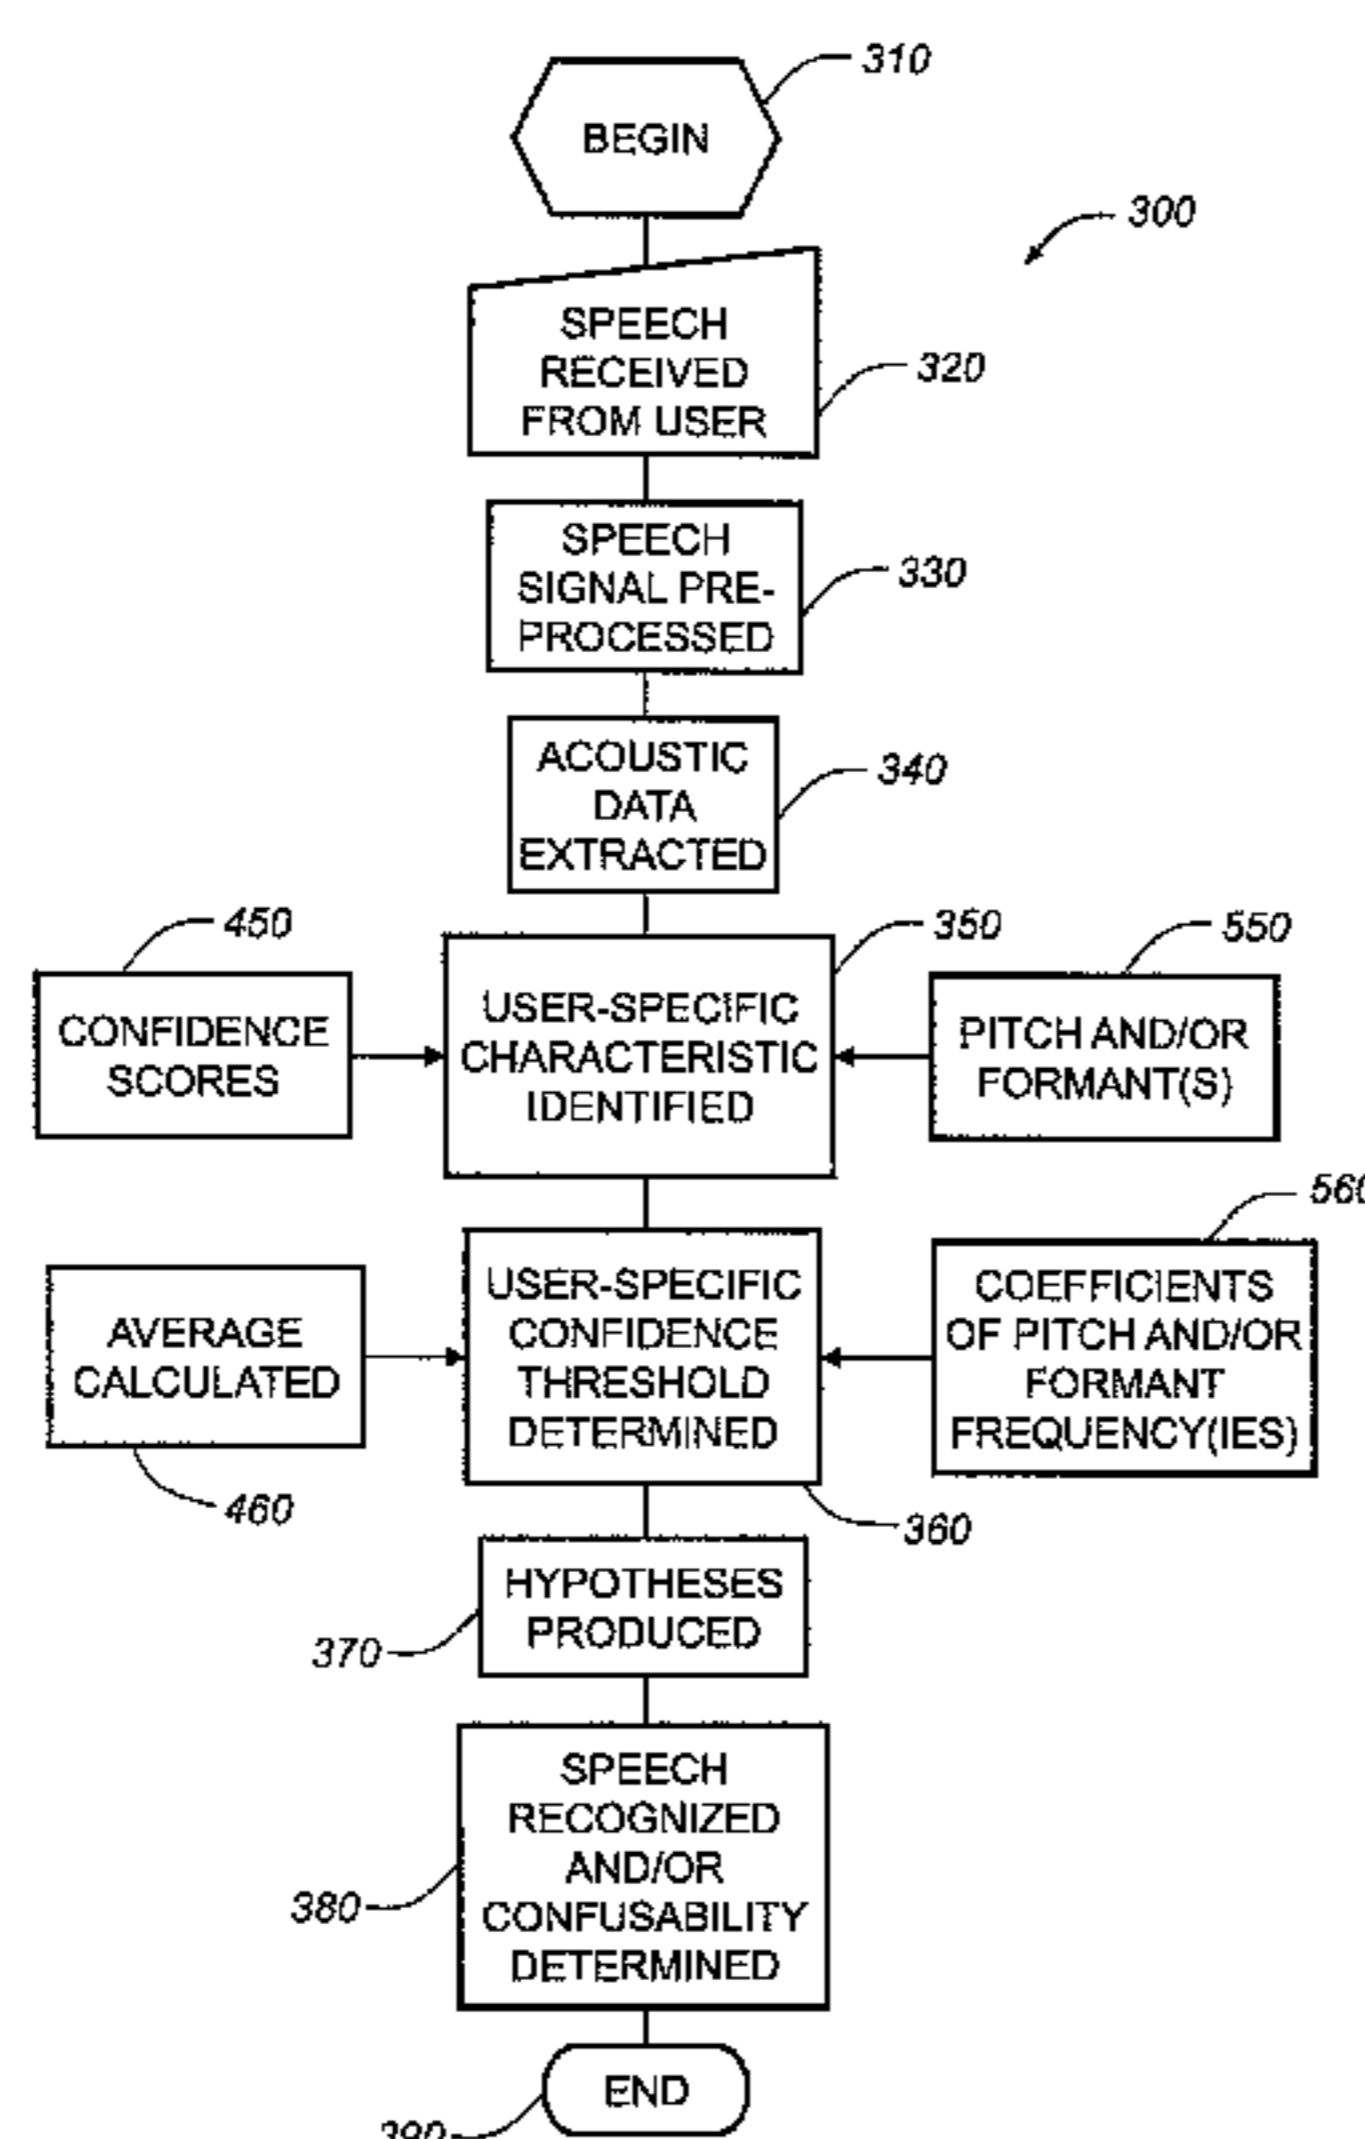 310
BEGIN
300
SPEECH
RECEIVED
FROM USER
320
SPEECH
SIGNAL PRE-
PROCESSED
330
ACOUSTIC
DATA
EXTRACTED
340
450
CONFIDENCE
SCORES
350
USER-SPECIFIC
CHARACTERISTIC
IDENTIFIED
550
PITCH AND/OR
FORMANT(S)
AVERAGE
CALCULATED
460
USER-SPECIFIC
CONFIDENCE
THRESHOLD
DETERMINED
360
560
COEFFICIENTS
OF PITCH AND/OR
FORMANT
FREQUENCY(IES)
HYPOTHESES
PRODUCED
370
SPEECH
RECOGNIZED
AND/OR
CONFUSABILITY
DETERMINED
380
END
390